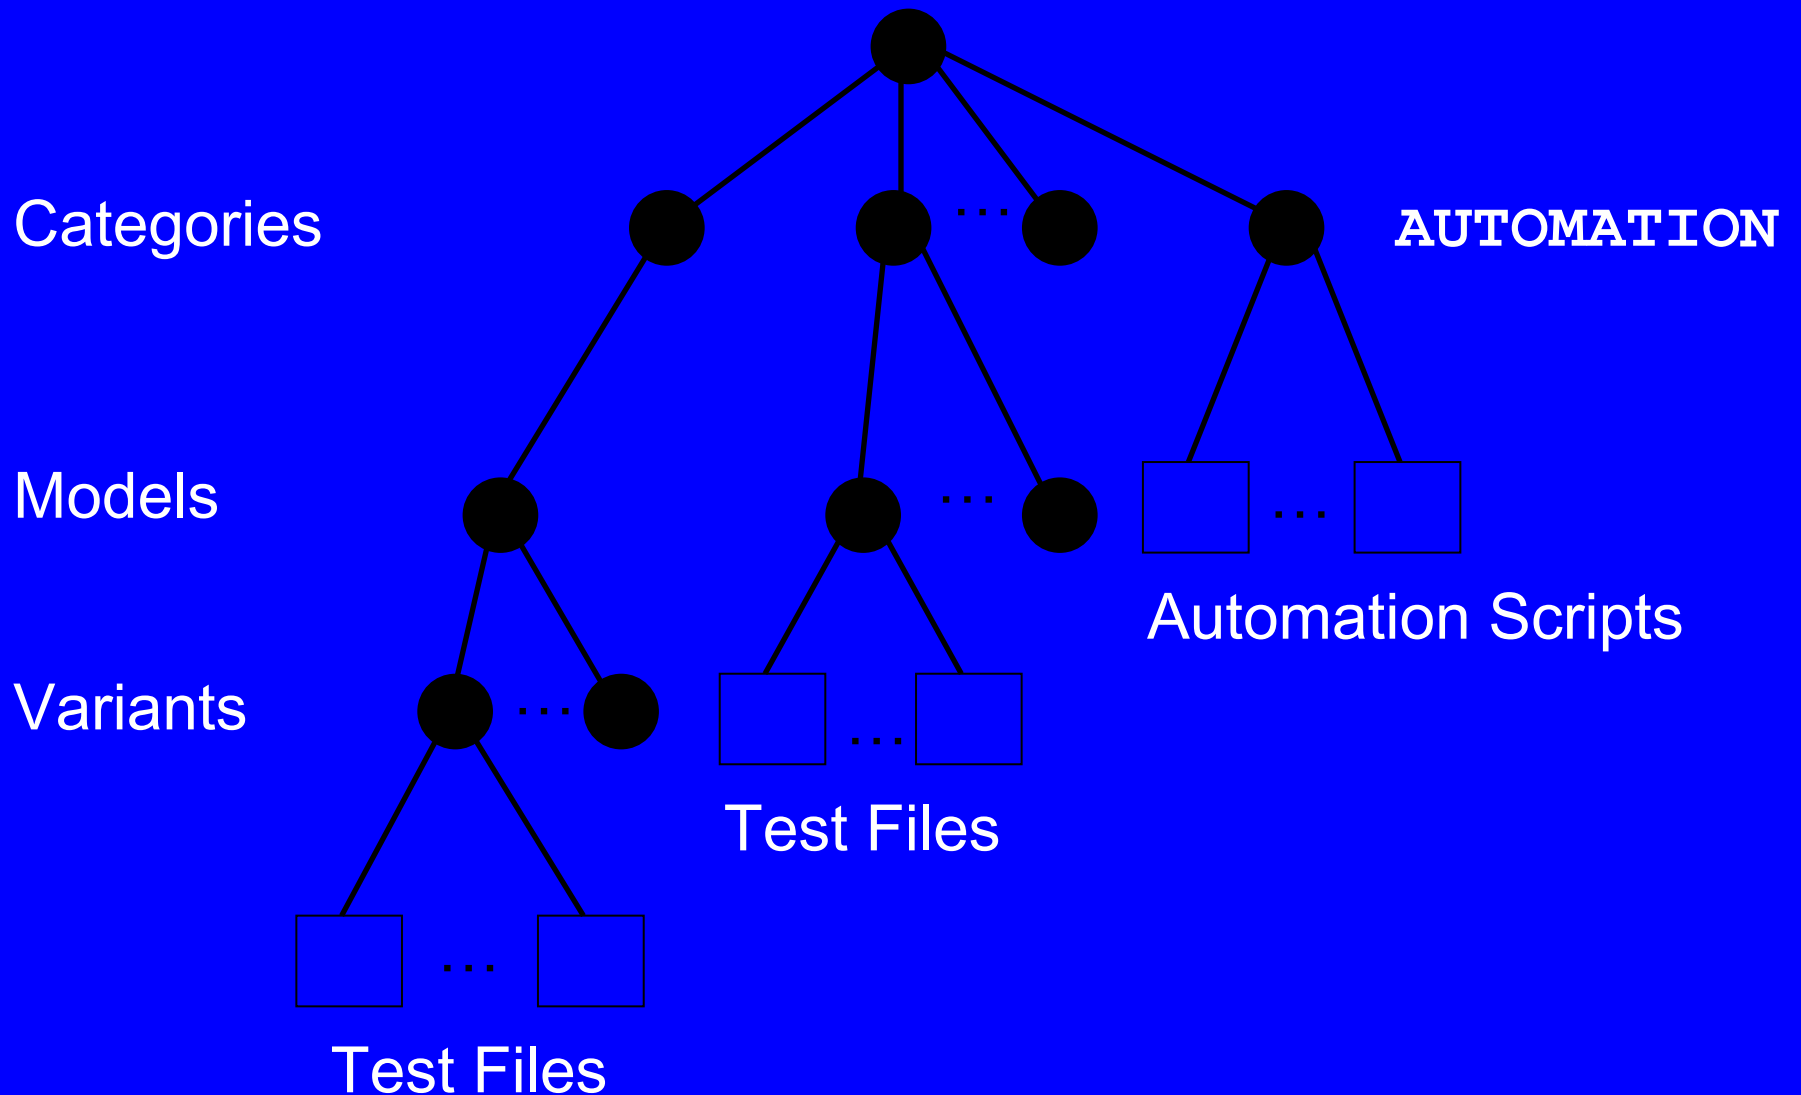 Categories
AUTOMATION
Models
Automation Scripts
Variants
Test Files
Test Files